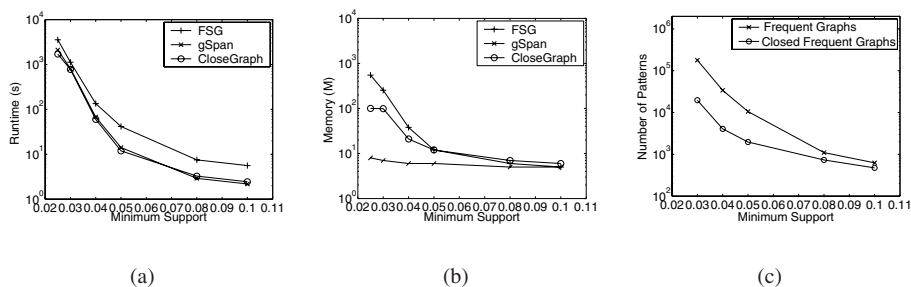 10^4
10^3
10^2
10^1
10^0
Runtime (s)
FSG
gSpan
CloseGraph
0.02 0.03 0.04 0.05 0.06 0.07 0.08 0.09 0.1 0.11
Minimum Support
(a)
10^4
10^3
10^2
10^1
10^0
Memory (M)
FSG
gSpan
CloseGraph
0.02 0.03 0.04 0.05 0.06 0.07 0.08 0.09 0.1 0.11
Minimum Support
(b)
10^6
10^5
10^4
10^3
10^2
Number of Patterns
Frequent Graphs
Closed Frequent Graphs
0.02 0.03 0.04 0.05 0.06 0.07 0.08 0.09 0.1 0.11
Minimum Support
(c)